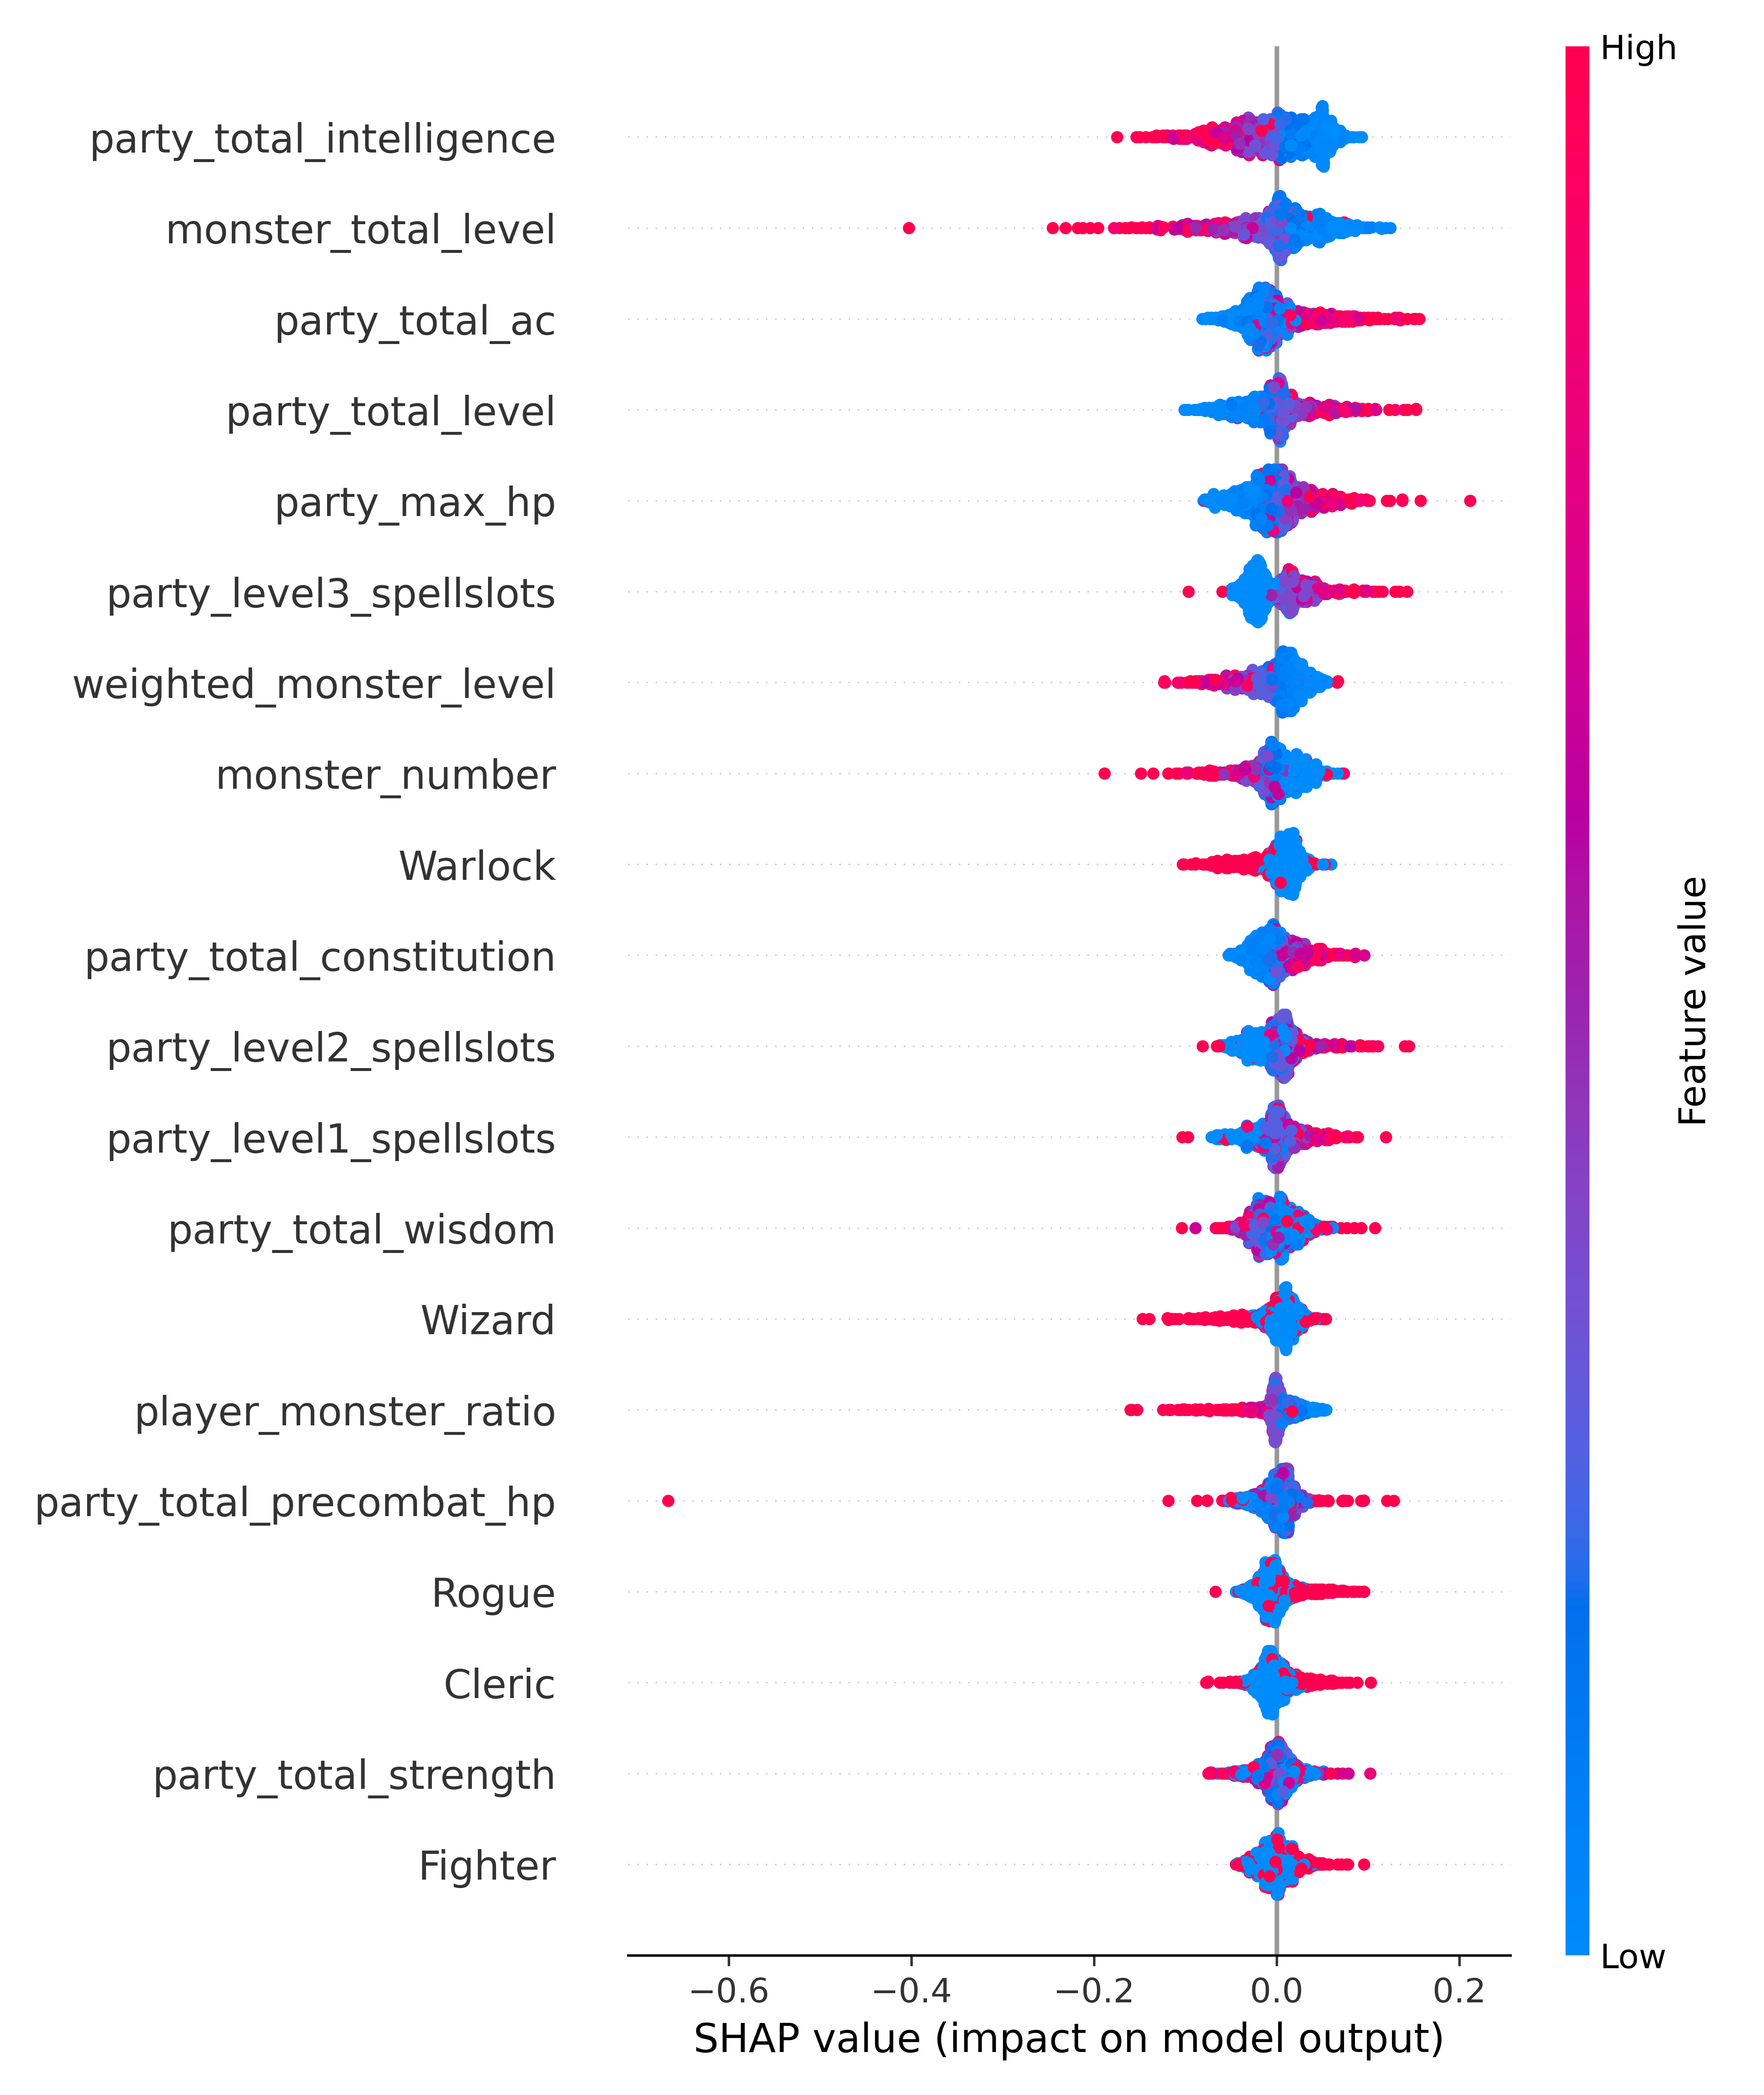 High
party_total_intelligence
monster_total_level
party_total_ac
party_total_level
party_max_hp
party_level3_spellslots
weighted_monster_level
monster_number
Warlock
party_total_constitution
party_level2_spellslots
party_level1_spellslots
party_total_wisdom
Wizard
player_monster_ratio
party_total_precombat_hp
Rogue
Cleric
party_total_strength
Fighter
Feature value
Low
−0.6 −0.4 −0.2 0.0 0.2
SHAP value (impact on model output)